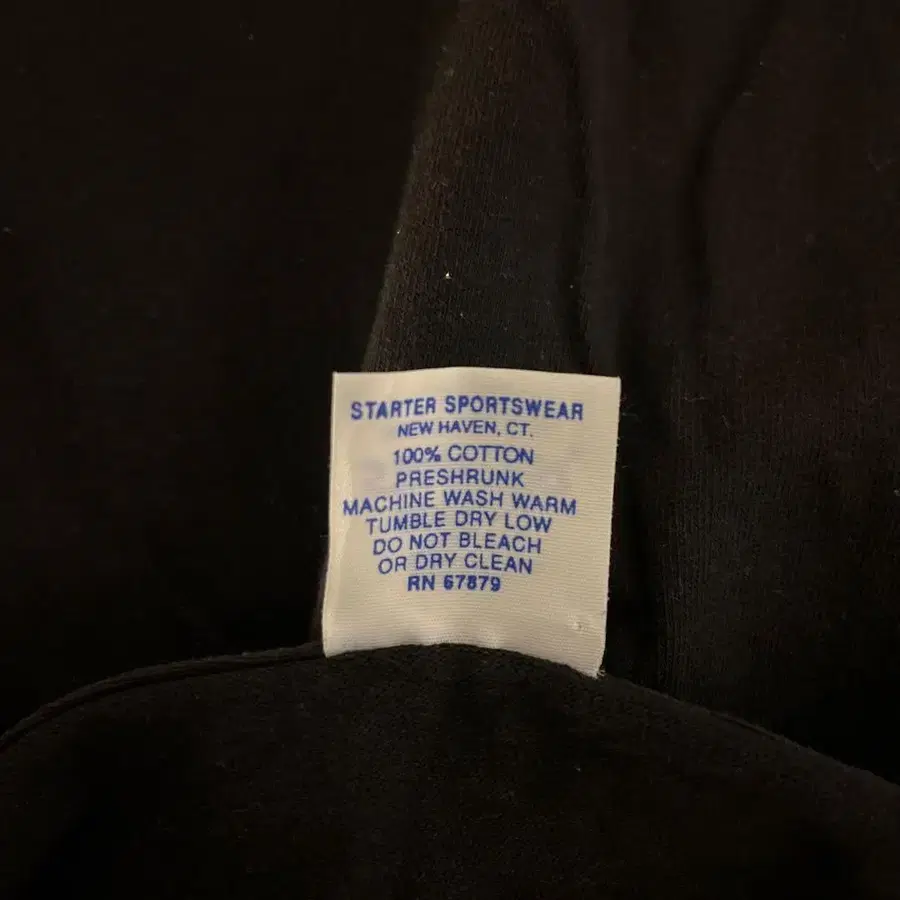 STARTER SPORTSWEAR
NEW HAVEN, CT.
100% COTTON
PRESHRUNK
MACHINE WASH WARM
TUMBLE DRY LOW
DO NOT BLEACH
OR DRY CLEAN
RN 67879